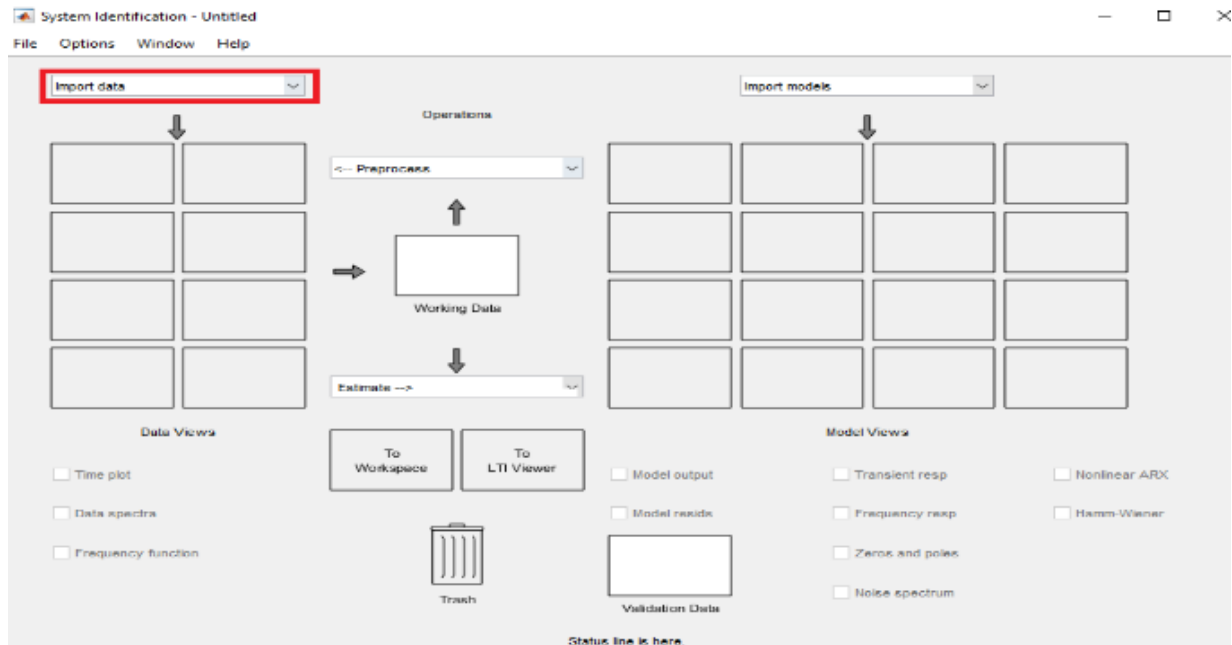 System Identification - Untitled
File Options Window Help
Import data
Import models
Operations
<-- Preprocess
Working Data
Estimate -->
Data Views
Model Views
To Workspace
To LTI Viewer
Time plot
Data spectra
Frequency function
Model output
Transient resp
Nonlinear ARX
Model resids
Frequency resp
Hamm-Wiener
Zeros and poles
Noise spectrum
Trash
Validation Data
Status line is here.